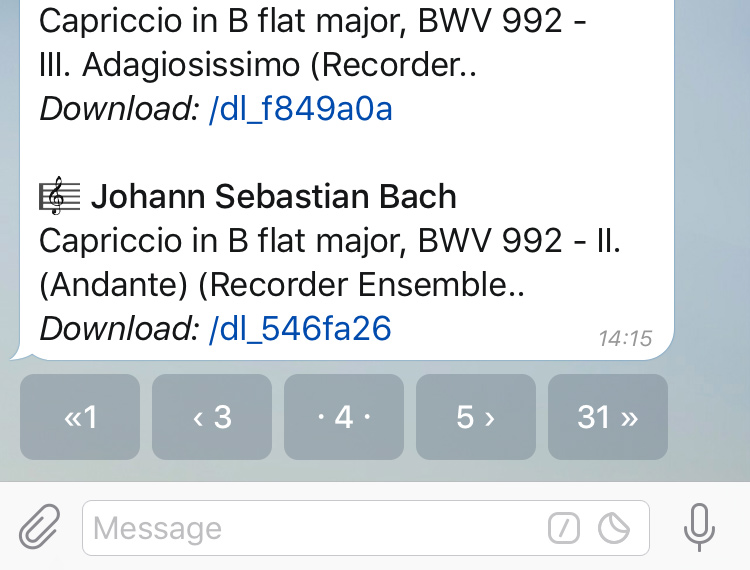 Capriccio in B flat major, BWV 992 -
III. Adagiosissimo (Recorder..
Download: /dl_f849a0a
🎼 Johann Sebastian Bach
Capriccio in B flat major, BWV 992 - II.
(Andante) (Recorder Ensemble..
Download: /dl_546fa26
14:15
«1 ‹ 3 · 4 · 5 › 31 »
Message